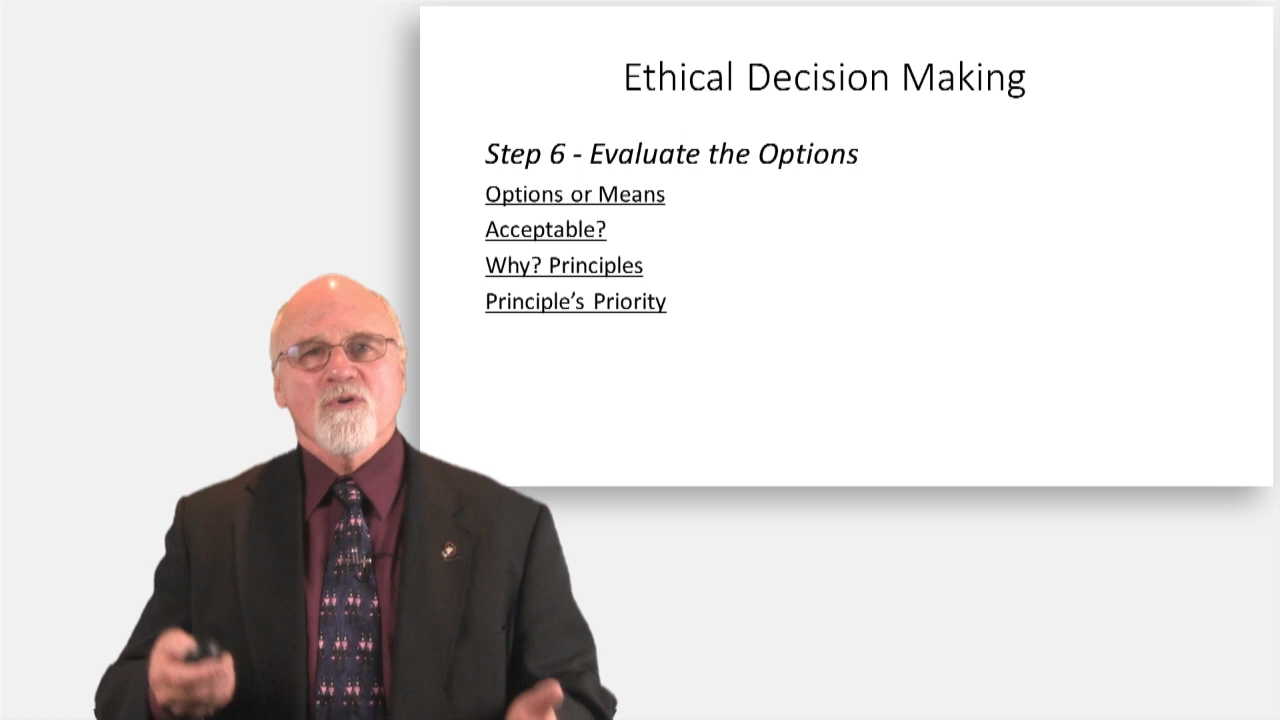 Ethical Decision Making
Step 6 - Evaluate the Options
Options or Means
Acceptable?
Why? Principles
Principle’s Priority